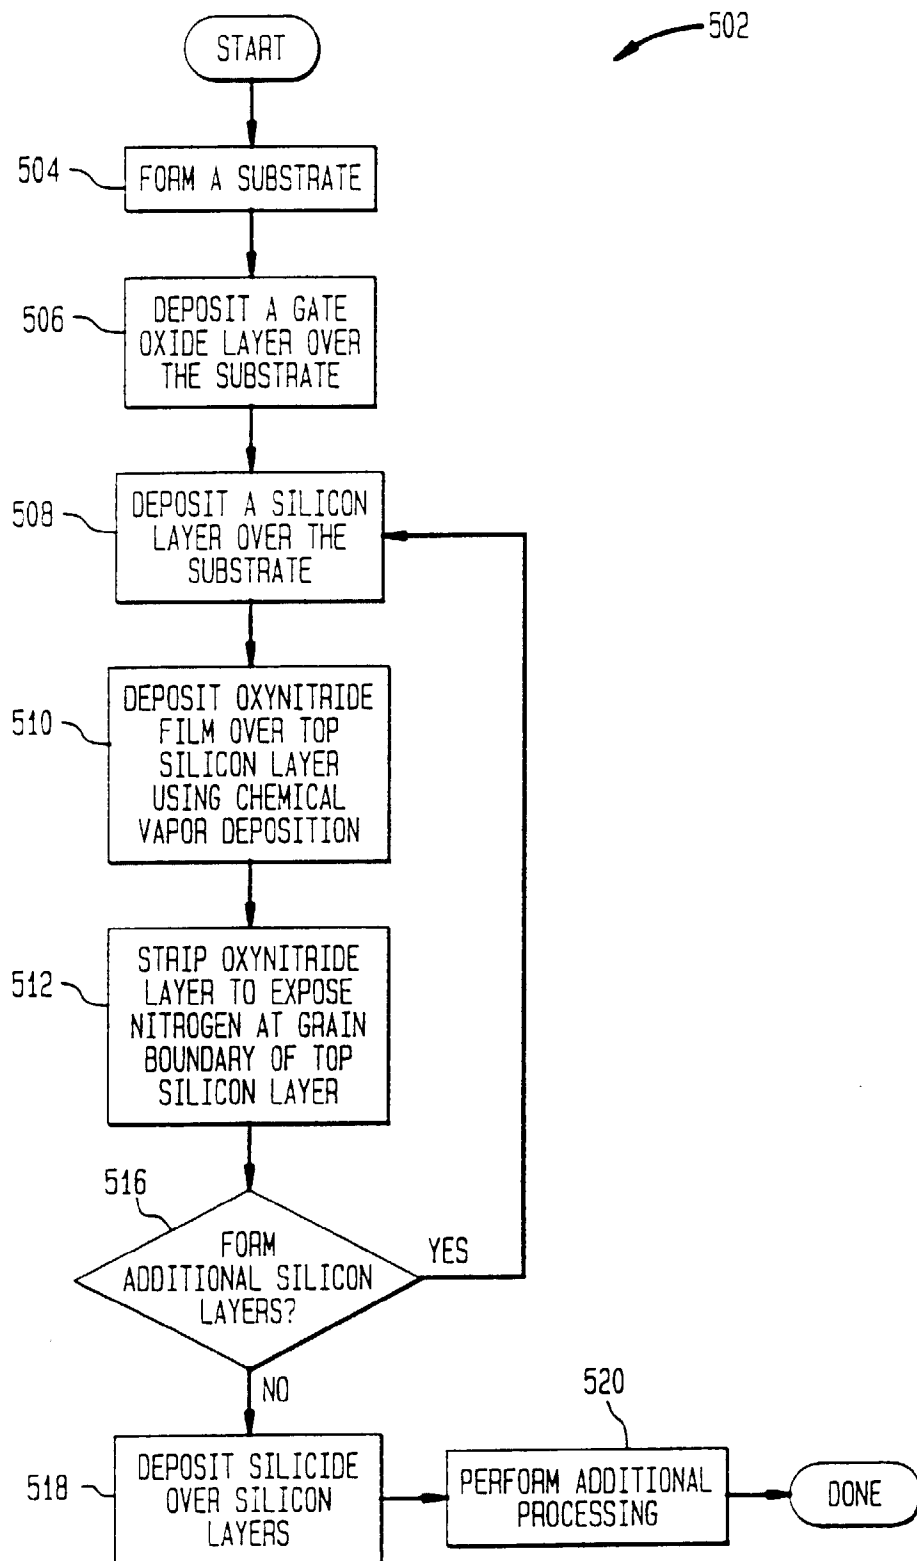 START
502
504
FORM A SUBSTRATE
506
DEPOSIT A GATE
OXIDE LAYER OVER
THE SUBSTRATE
508
DEPOSIT A SILICON
LAYER OVER THE
SUBSTRATE
510
DEPOSIT OXYNITRIDE
FILM OVER TOP
SILICON LAYER
USING CHEMICAL
VAPOR DEPOSITION
512
STRIP OXYNITRIDE
LAYER TO EXPOSE
NITROGEN AT GRAIN
BOUNDARY OF TOP
SILICON LAYER
516
FORM
ADDITIONAL SILICON
LAYERS?
YES
NO
518
DEPOSIT SILICIDE
OVER SILICON
LAYERS
520
PERFORM ADDITIONAL
PROCESSING
DONE